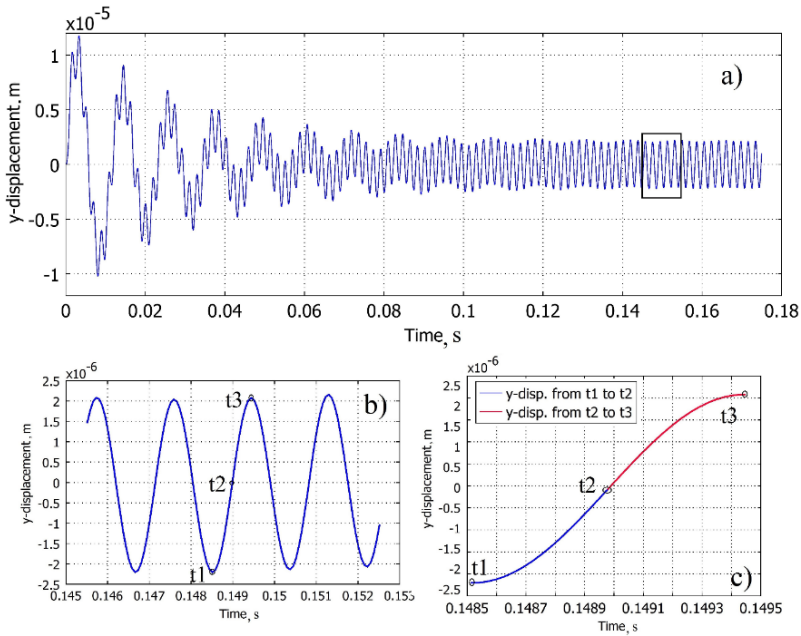 x10⁻⁵
1
0.5
0
-0.5
-1
y-displacement, m
a)
0 0.02 0.04 0.06 0.08 0.1 0.12 0.14 0.16 0.18
Time, s
x10⁻⁶
2.5
2
1.5
1
0.5
0
-0.5
-1
-1.5
-2
-2.5
y-displacement, m
b)
t3
t2
t1
0.145 0.146 0.147 0.148 0.149 0.15 0.151 0.152 0.153
Time, s
x10⁻⁶
2.5
2
1.5
1
0.5
0
-0.5
-1
-1.5
-2
-2.5
y-displacement, m
y-disp. from t1 to t2
y-disp. from t2 to t3
t3
t2
t1
c)
0.1485 0.1487 0.1489 0.1491 0.1493 0.1495
Time, s